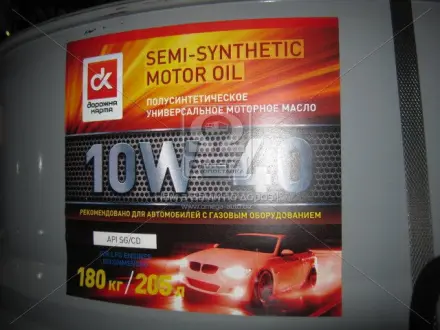 SEMI-SYNTHETIC
MOTOR OIL
дорожня
карта
ПОЛУСИНТЕТИЧЕСКОЕ
УНИВЕРСАЛЬНОЕ МОТОРНОЕ МАСЛО
10W-40
РЕКОМЕНДОВАНО ДЛЯ АВТОМОБИЛЕЙ С ГАЗОВЫМ ОБОРУДОВАНИЕМ
API SG/CD
180 кг/205 л